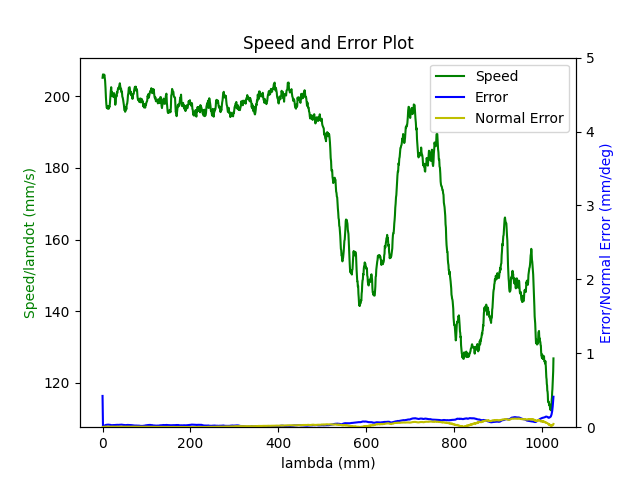 Speed and Error Plot
Speed
Error
Normal Error
200
180
160
140
120
5
4
3
2
1
0
Speed/lamdot (mm/s)
Error/Normal Error (mm/deg)
0 200 400 600 800 1000
lambda (mm)